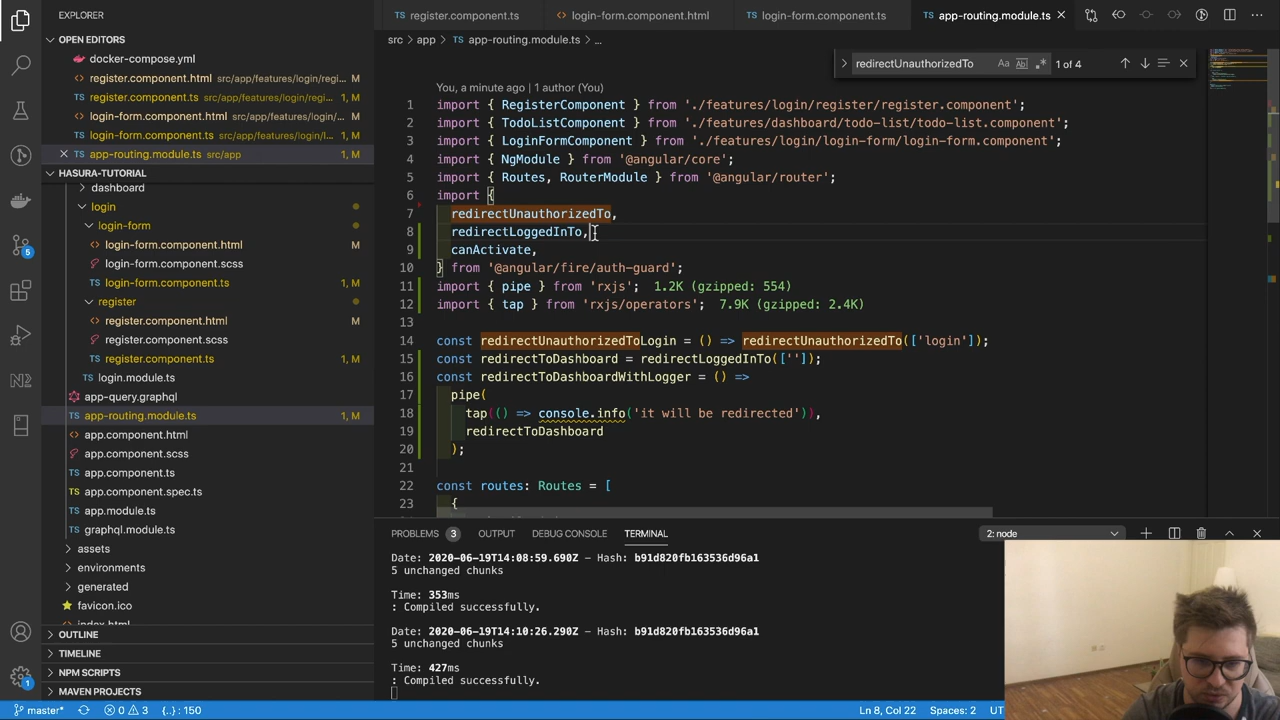 EXPLORER
OPEN EDITORS
docker-compose.yml
register.component.html src/app/features/login/regi...
register.component.ts src/app/features/login/reg... 1, M
login-form.component.html src/app/features/login...
login-form.component.ts src/app/features/login/l... 1, M
app-routing.module.ts src/app 1, M
HASURA-TUTORIAL
dashboard
login
login-form
login-form.component.html M
login-form.component.scss
login-form.component.ts 1, M
register
register.component.html M
register.component.scss
register.component.ts 1, M
login.module.ts
app-query.graphql
app-routing.module.ts 1, M
app.component.html
app.component.scss
app.component.ts
app.component.spec.ts
app.module.ts
graphql.module.ts
assets
environments
generated
favicon.ico
index.html
OUTLINE
TIMELINE
NPM SCRIPTS
MAVEN PROJECTS
register.component.ts login-form.component.html login-form.component.ts app-routing.module.ts
src > app > app-routing.module.ts > ...
redirectUnauthorizedTo Aa Ab 1 of 4
You, a minute ago | 1 author (You)
1 import { RegisterComponent } from './features/login/register/register.component';
2 import { TodoListComponent } from './features/dashboard/todo-list/todo-list.component';
3 import { LoginFormComponent } from './features/login/login-form/login-form.component';
4 import { NgModule } from '@angular/core';
5 import { Routes, RouterModule } from '@angular/router';
6 import {
7 redirectUnauthorizedTo,
8 redirectLoggedInTo,
9 canActivate,
10 } from '@angular/fire/auth-guard';
11 import { pipe } from 'rxjs'; 1.2K (gzipped: 554)
12 import { tap } from 'rxjs/operators'; 7.9K (gzipped: 2.4K)
13
14 const redirectUnauthorizedToLogin = () => redirectUnauthorizedTo(['login']);
15 const redirectToDashboard = redirectLoggedInTo(['']);
16 const redirectToDashboardWithLogger = () =>
17 pipe(
18 tap(() => console.info('it will be redirected')),
19 redirectToDashboard
20 );
21
22 const routes: Routes = [
23 {
PROBLEMS 3 OUTPUT DEBUG CONSOLE TERMINAL 2: node
Date: 2020-06-19T14:08:59.690Z - Hash: b91d820fb163536d96a1
5 unchanged chunks
Time: 353ms
: Compiled successfully.
Date: 2020-06-19T14:10:26.290Z - Hash: b91d820fb163536d96a1
5 unchanged chunks
Time: 427ms
: Compiled successfully.
5
N2
1
master* 0 3 {..} : 150 Ln 8, Col 22 Spaces: 2 UT